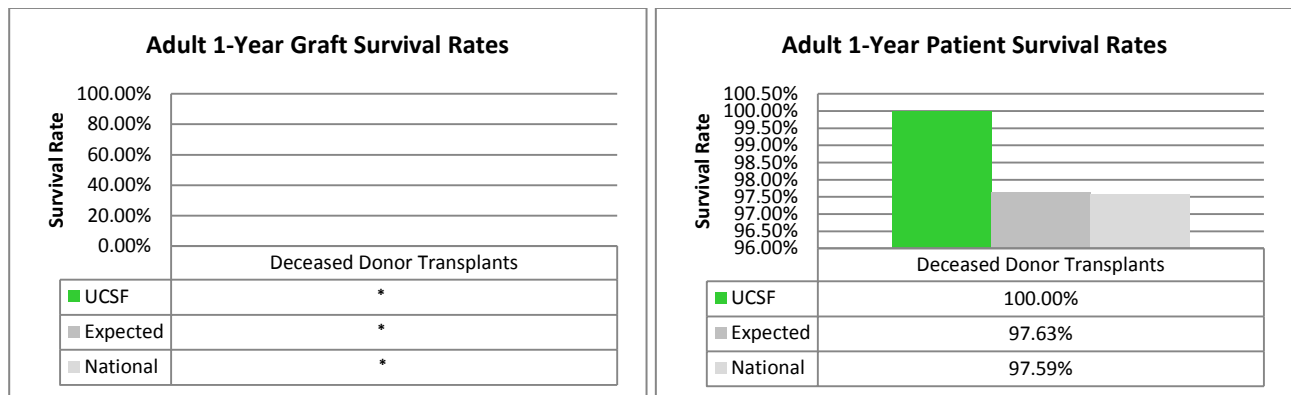 Adult 1-Year Graft Survival Rates
Survival Rate
100.00%
80.00%
60.00%
40.00%
20.00%
0.00%
Deceased Donor Transplants
UCSF *
Expected *
National *
Adult 1-Year Patient Survival Rates
Survival Rate
100.50%
100.00%
99.50%
99.00%
98.50%
98.00%
97.50%
97.00%
96.50%
96.00%
Deceased Donor Transplants
UCSF 100.00%
Expected 97.63%
National 97.59%